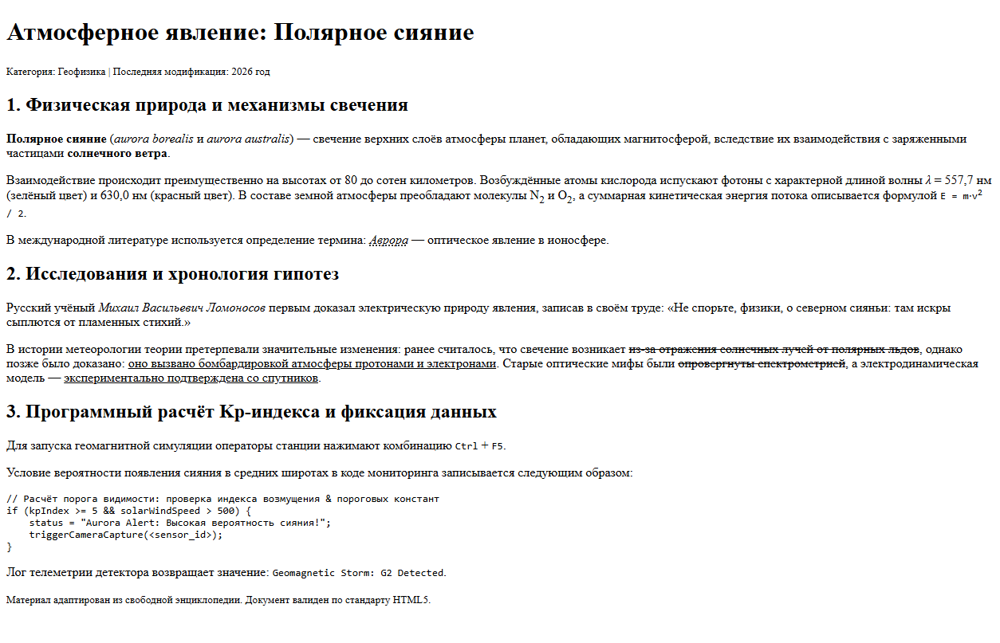 Атмосферное явление: Полярное сияние
Категория: Геофизика | Последняя модификация: 2026 год
1. Физическая природа и механизмы свечения
Полярное сияние (aurora borealis и aurora australis) — свечение верхних слоёв атмосферы планет, обладающих магнитосферой, вследствие их взаимодействия с заряженными
частицами солнечного ветра.
Взаимодействие происходит преимущественно на высотах от 80 до сотен километров. Возбуждённые атомы кислорода испускают фотоны с характерной длиной волны λ = 557,7 нм
(зелёный цвет) и 630,0 нм (красный цвет). В составе земной атмосферы преобладают молекулы N₂ и O₂, а суммарная кинетическая энергия потока описывается формулой E = m·v²
/ 2.
В международной литературе используется определение термина: Аврора — оптическое явление в ионосфере.
2. Исследования и хронология гипотез
Русский учёный Михаил Васильевич Ломоносов первым доказал электрическую природу явления, записав в своём труде: «Не спорьте, физики, о северном сияньи: там искры
сыплются от пламенных стихий.»
В истории метеорологии теории претерпевали значительные изменения: ранее считалось, что свечение возникает из-за отражения солнечных лучей от полярных льдов, однако
позже было доказано: оно вызвано бомбардировкой атмосферы протонами и электронами. Старые оптические мифы были опровергнуты спектрометрией, а электродинамическая
модель — экспериментально подтверждена со спутников.
3. Программный расчёт Kp-индекса и фиксация данных
Для запуска геомагнитной симуляции операторы станции нажимают комбинацию Ctrl + F5.
Условие вероятности появления сияния в средних широтах в коде мониторинга записывается следующим образом:
// Расчёт порога видимости: проверка индекса возмущения & пороговых констант
if (kpIndex >= 5 && solarWindSpeed > 500) {
    status = "Aurora Alert: Высокая вероятность сияния!";
    triggerCameraCapture(<sensor_id>);
}
Лог телеметрии детектора возвращает значение: Geomagnetic Storm: G2 Detected.
Материал адаптирован из свободной энциклопедии. Документ валиден по стандарту HTML5.